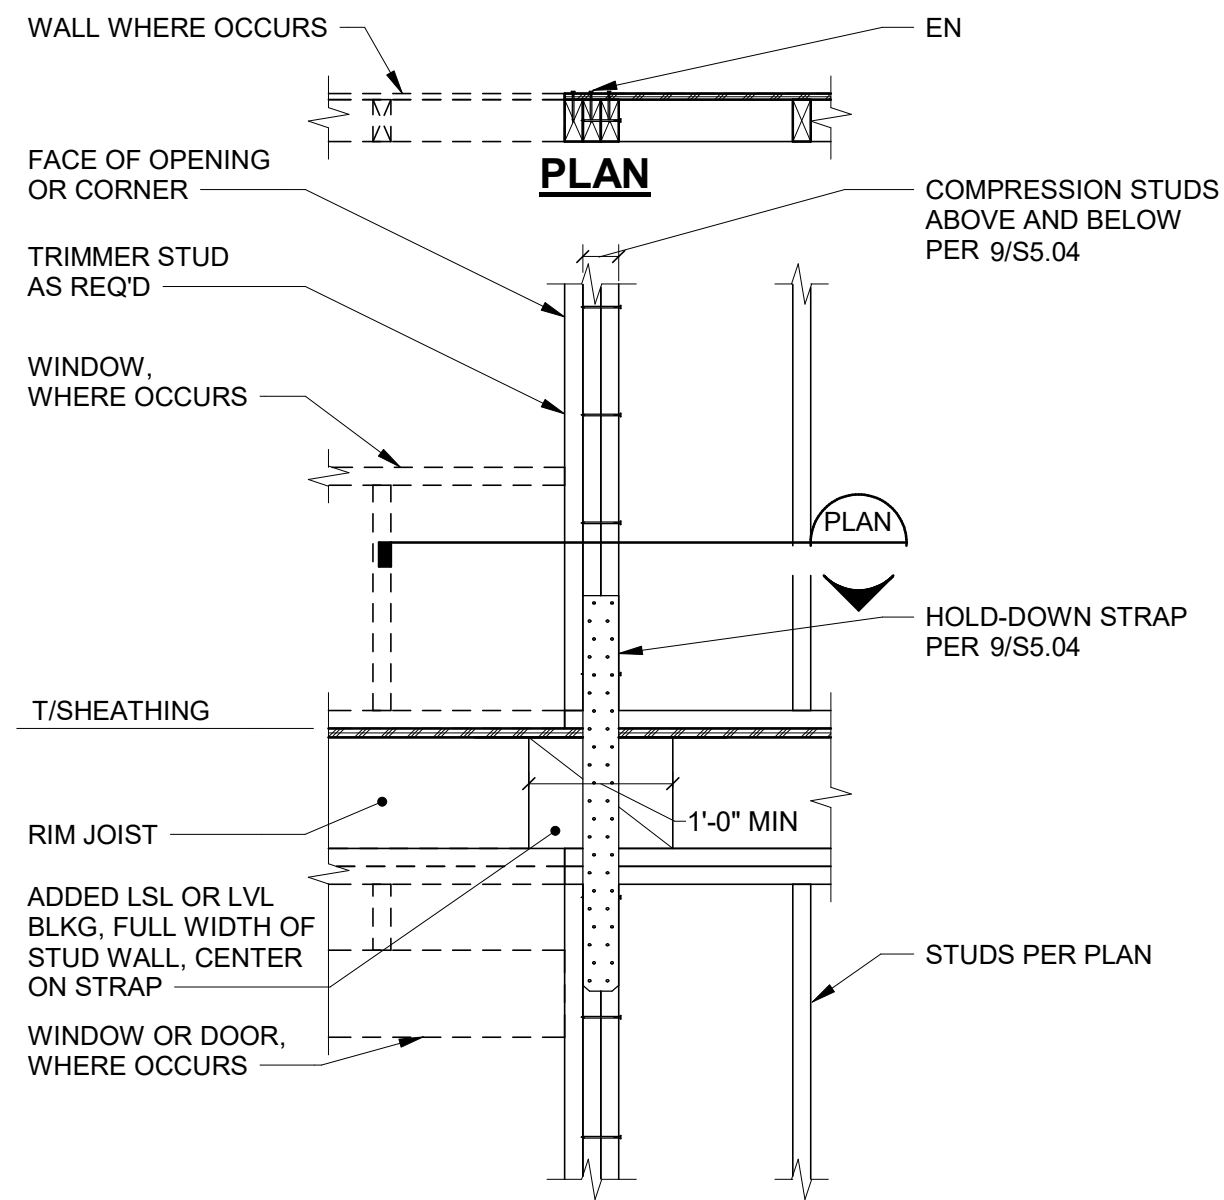 WALL WHERE OCCURS
EN
PLAN
FACE OF OPENING
OR CORNER
COMPRESSION STUDS
ABOVE AND BELOW
PER 9/S5.04
TRIMMER STUD
AS REQ'D
WINDOW,
WHERE OCCURS
PLAN
HOLD-DOWN STRAP
PER 9/S5.04
T/SHEATHING
1'-0" MIN
RIM JOIST
ADDED LSL OR LVL
BLKG, FULL WIDTH OF
STUD WALL, CENTER
ON STRAP
STUDS PER PLAN
WINDOW OR DOOR,
WHERE OCCURS